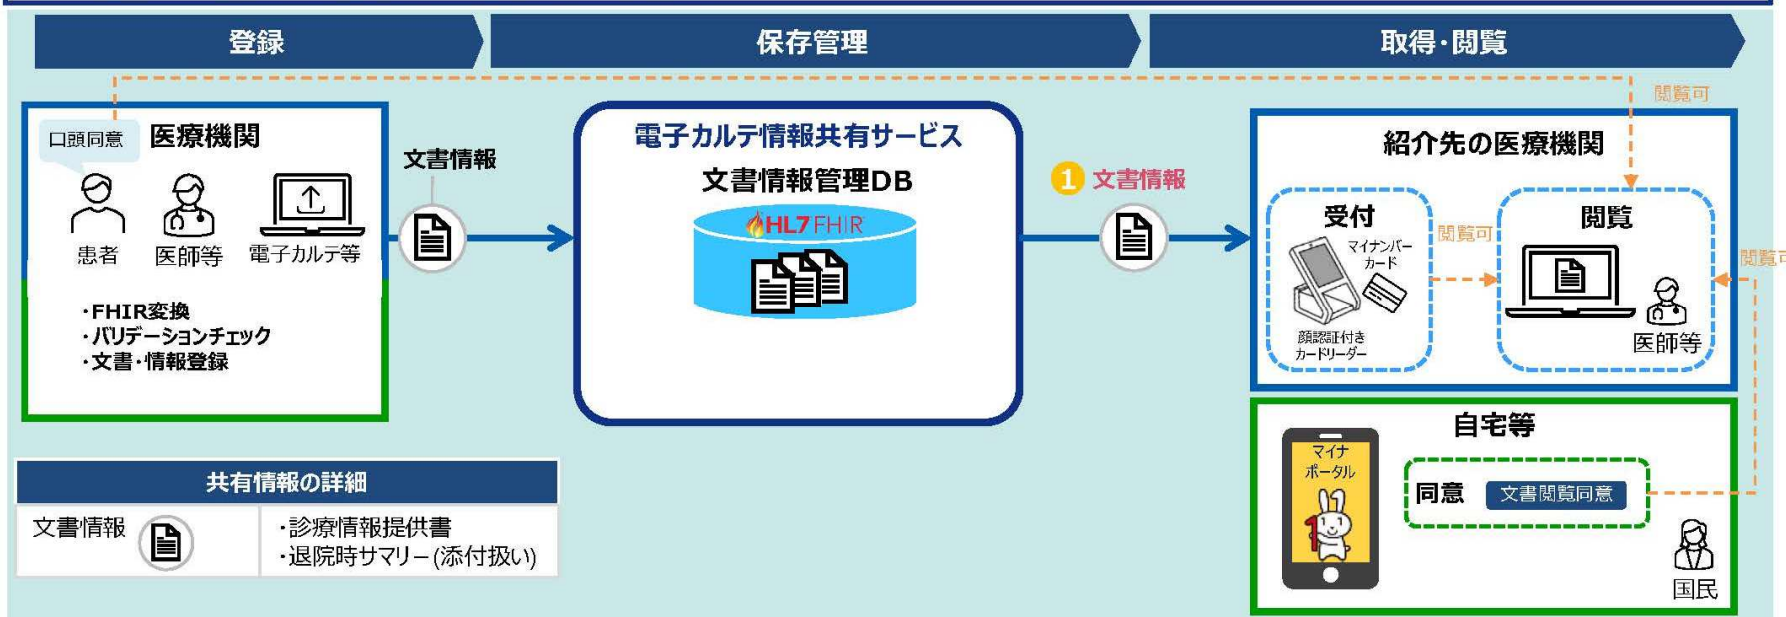 登録
保存管理
取得・閲覧
閲覧可
口頭同意
医療機関
患者
医師等
電子カルテ等
・FHIR変換
・バリデーションチェック
・文書・情報登録
文書情報
電子カルテ情報共有サービス
文書情報管理DB
HL7 FHIR
1 文書情報
紹介先の医療機関
受付
マイナンバー
カード
顔認証付き
カードリーダー
閲覧可
閲覧
医師等
閲覧可
自宅等
マイナ
ポータル
同意
文書閲覧同意
国民
共有情報の詳細
文書情報
・診療情報提供書
・退院時サマリー(添付扱い)